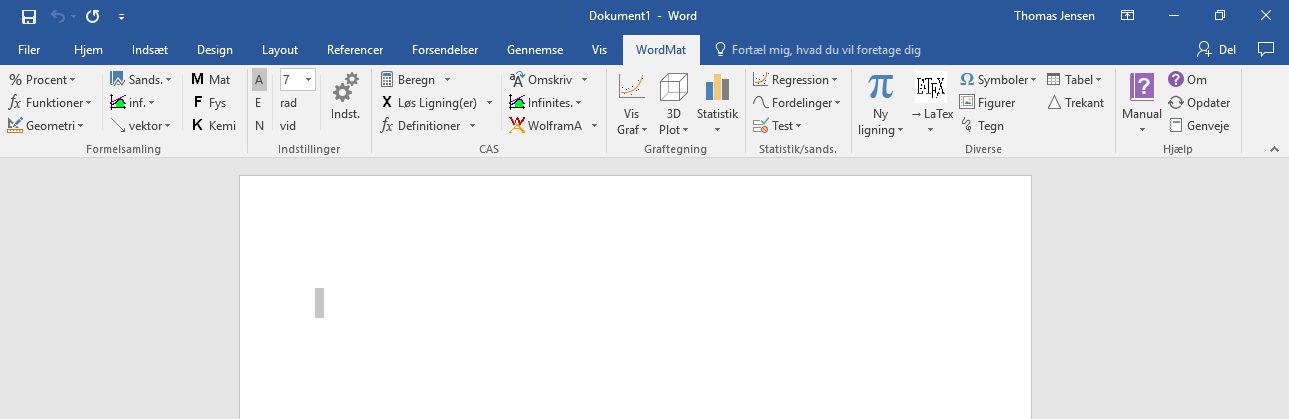 Dokument1 - Word
Thomas Jensen
Filer Hjem Indsæt Design Layout Referencer Forsendelser Gennemse Vis WordMat Fortæl mig, hvad du vil foretage dig Del
% Procent Sands. M Mat A 7 Beregn Omskriv Regression Symboler Tabel Om
fx Funktioner inf. F Fys E rad X Løs Ligning(er) Infinites. Fordelinger Figurer Trekant Opdater
Geometri vektor K Kemi N vid fx Definitioner WolframA Test Tegn Genveje
Indst.
Vis Graf
3D Plot
Statistik
π Ny ligning
LATEX → LaTex
Manual
Formelsamling Indstillinger CAS Graftegning Statistik/sands. Diverse Hjælp